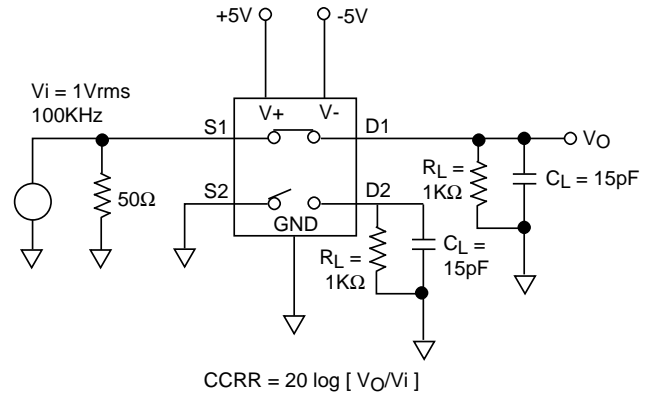 +5V
-5V
Vi = 1Vrms
100KHz
V+
V-
S1
D1
VO
RL =
1KΩ
CL = 15pF
50Ω
S2
D2
GND
RL =
1KΩ
CL =
15pF
CCRR = 20 log [ VO/Vi ]